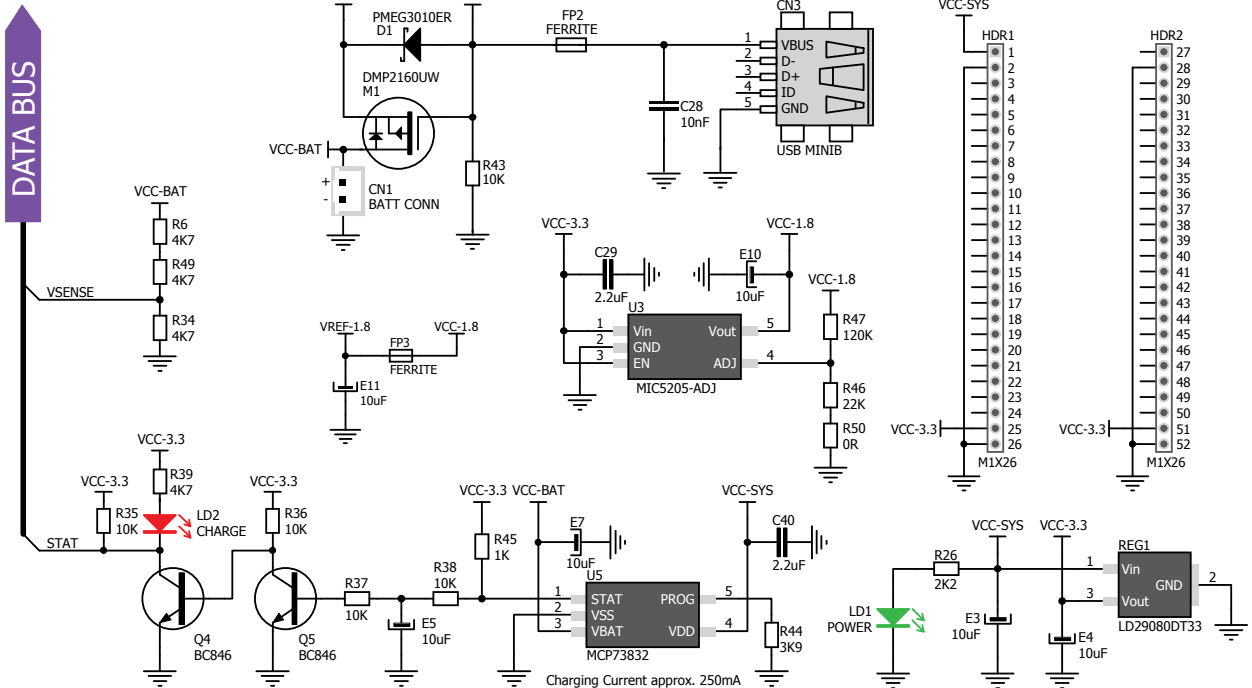 DATA BUS
PMEG3010ER
D1
DMP2160UW
M1
VCC-BAT
+
-
CN1
BATT CONN
R43
10K
FP2
FERRITE
C28
10nF
CN3
1 VBUS
2 D-
3 D+
4 ID
5 GND
USB MINIB
VCC-SYS
HDR1
1
2
3
4
5
6
7
8
9
10
11
12
13
14
15
16
17
18
19
20
21
22
23
24
VCC-3.3 25
26
M1X26
HDR2
27
28
29
30
31
32
33
34
35
36
37
38
39
40
41
42
43
44
45
46
47
48
49
50
VCC-3.3 51
52
M1X26
VCC-BAT
R6
4K7
R49
4K7
VSENSE
R34
4K7
VREF-1.8
VCC-1.8
FP3
FERRITE
E11
10uF
VCC-3.3
C29
2.2uF
E10
10uF
VCC-1.8
U3
1 Vin Vout 5
2 GND
3 EN ADJ 4
MIC5205-ADJ
VCC-1.8
R47
120K
R46
22K
R50
0R
VCC-3.3
R35
10K
VCC-3.3
R39
4K7
LD2
CHARGE
VCC-3.3
R36
10K
STAT
Q4
BC846
Q5
BC846
R37
10K
E5
10uF
R38
10K
VCC-3.3
R45
1K
VCC-BAT
E7
10uF
U5
1 STAT PROG 5
2 VSS
3 VBAT VDD 4
MCP73832
Charging Current approx. 250mA
VCC-SYS
C40
2.2uF
R44
3K9
R26
2K2
LD1
POWER
VCC-SYS
E3
10uF
VCC-3.3
E4
10uF
REG1
1 Vin
GND 2
3 Vout
LD29080DT33